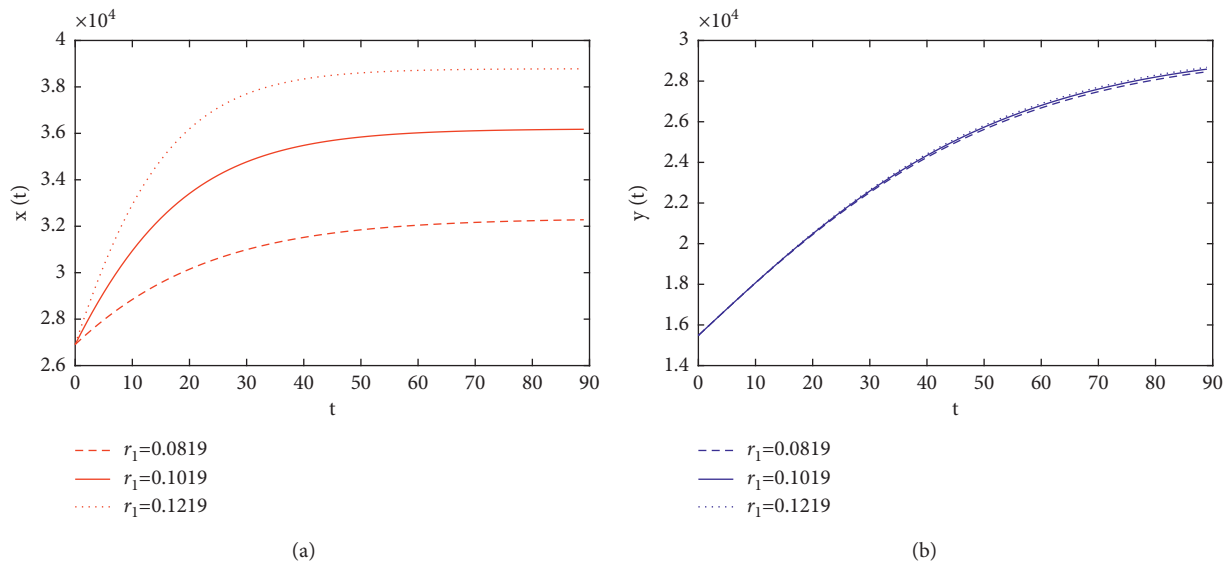 ×10⁴
4
3.8
3.6
3.4
3.2
3
2.8
2.6
x (t)
0 10 20 30 40 50 60 70 80 90
t
r₁=0.0819
r₁=0.1019
r₁=0.1219
(a)
×10⁴
3
2.8
2.6
2.4
2.2
2
1.8
1.6
1.4
y (t)
0 10 20 30 40 50 60 70 80 90
t
r₁=0.0819
r₁=0.1019
r₁=0.1219
(b)